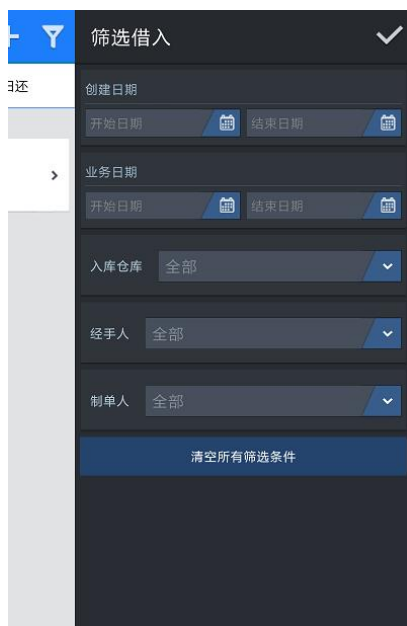 筛选借入
归还
创建日期
开始日期 结束日期
业务日期
开始日期 结束日期
入库仓库 全部
经手人 全部
制单人 全部
清空所有筛选条件